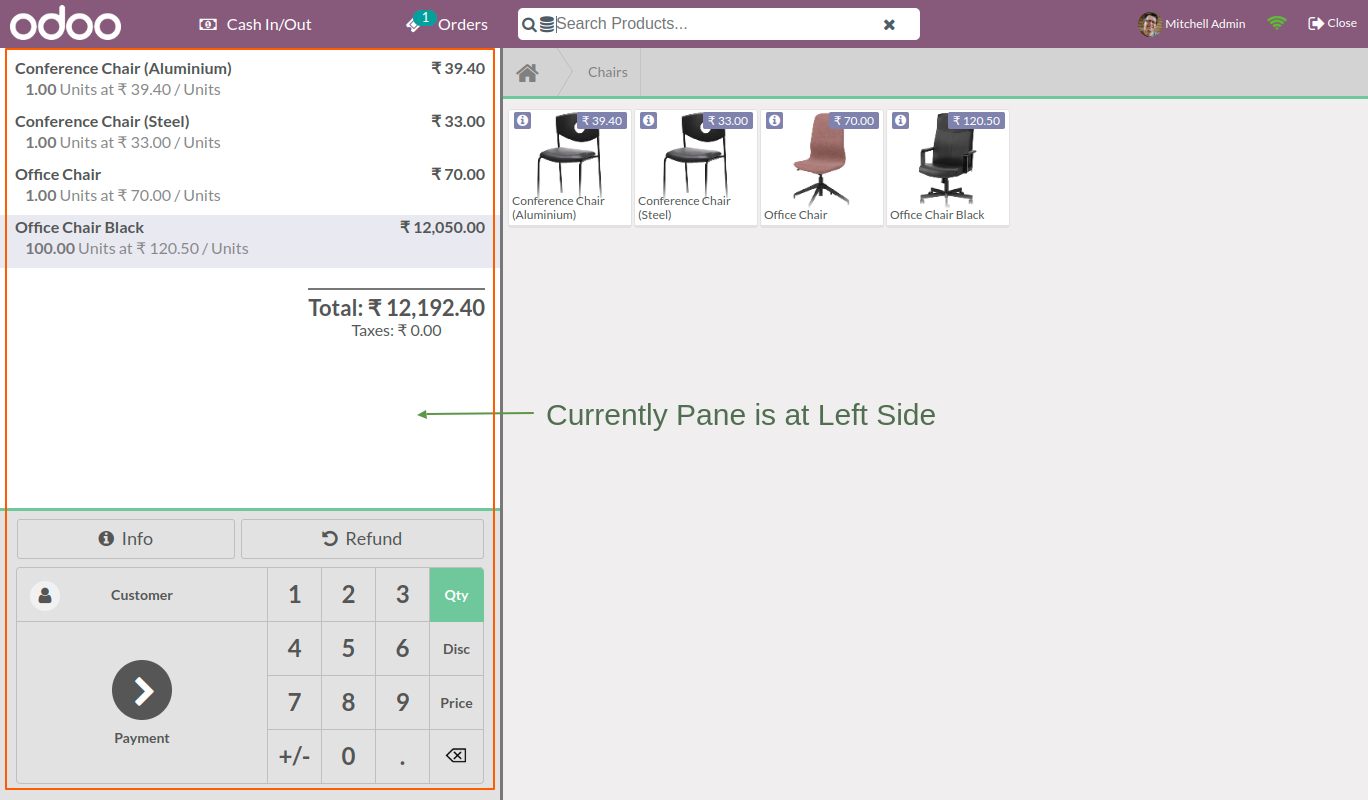 odoo
Cash In/Out
1
Orders
Search Products...
Mitchell Admin
Close
Conference Chair (Aluminium) ₹ 39.40
1.00 Units at ₹ 39.40 / Units
Conference Chair (Steel) ₹ 33.00
1.00 Units at ₹ 33.00 / Units
Office Chair ₹ 70.00
1.00 Units at ₹ 70.00 / Units
Office Chair Black ₹ 12,050.00
100.00 Units at ₹ 120.50 / Units
Total: ₹ 12,192.40
Taxes: ₹ 0.00
Info
Refund
Customer
1 2 3 Qty
4 5 6 Disc
7 8 9 Price
+/- 0 .
Payment
Chairs
₹ 39.40
Conference Chair
(Aluminium)
₹ 33.00
Conference Chair
(Steel)
₹ 70.00
Office Chair
₹ 120.50
Office Chair Black
Currently Pane is at Left Side